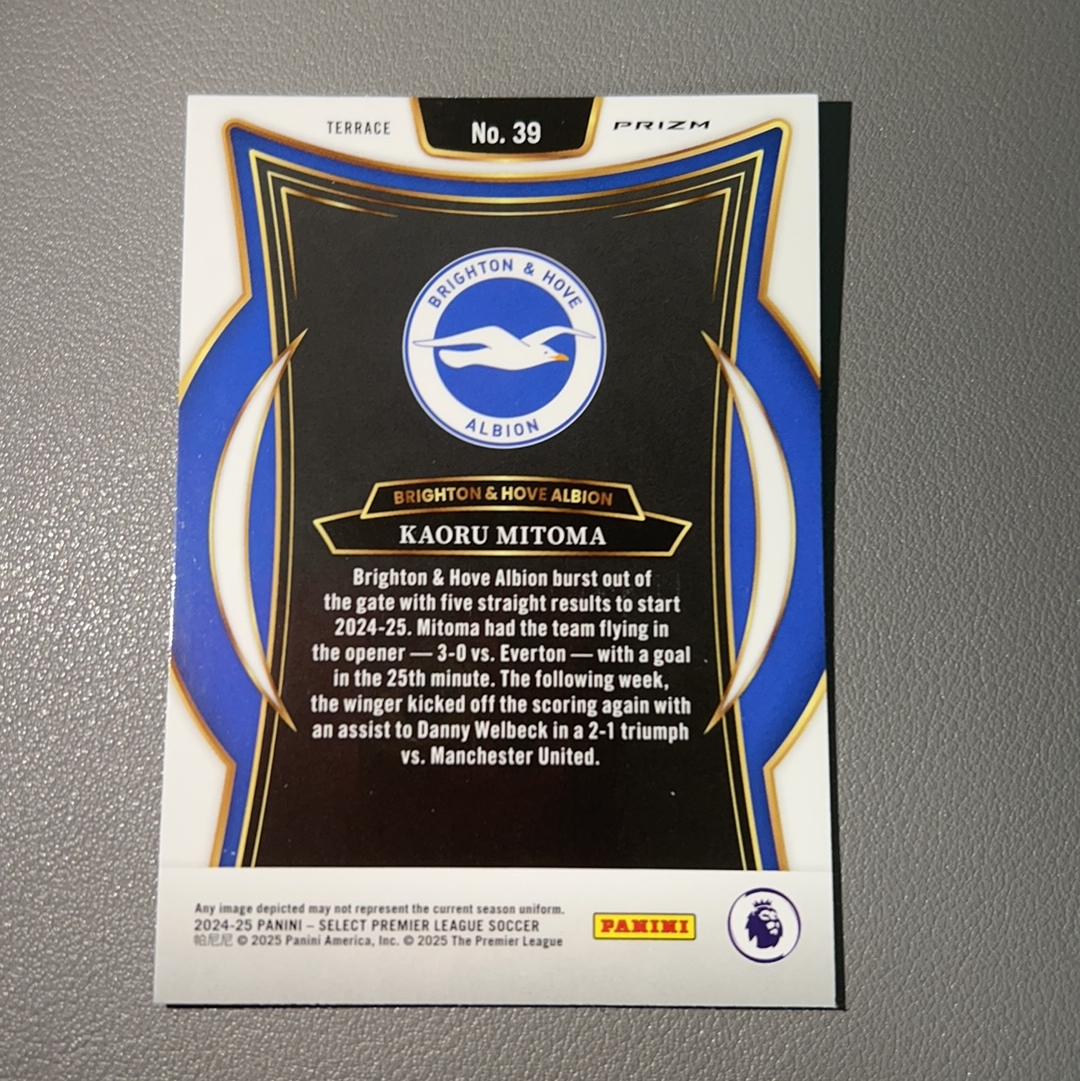 TERRACE No. 39 PRIZM
BRIGHTON & HOVE
ALBION
BRIGHTON & HOVE ALBION
KAORU MITOMA
Brighton & Hove Albion burst out of
the gate with five straight results to start
2024-25. Mitoma had the team flying in
the opener — 3-0 vs. Everton — with a goal
in the 25th minute. The following week,
the winger kicked off the scoring again with
an assist to Danny Welbeck in a 2-1 triumph
vs. Manchester United.
Any image depicted may not represent the current season uniform.
2024-25 PANINI – SELECT PREMIER LEAGUE SOCCER
帕尼尼 © 2025 Panini America, Inc. © 2025 The Premier League
PANINI